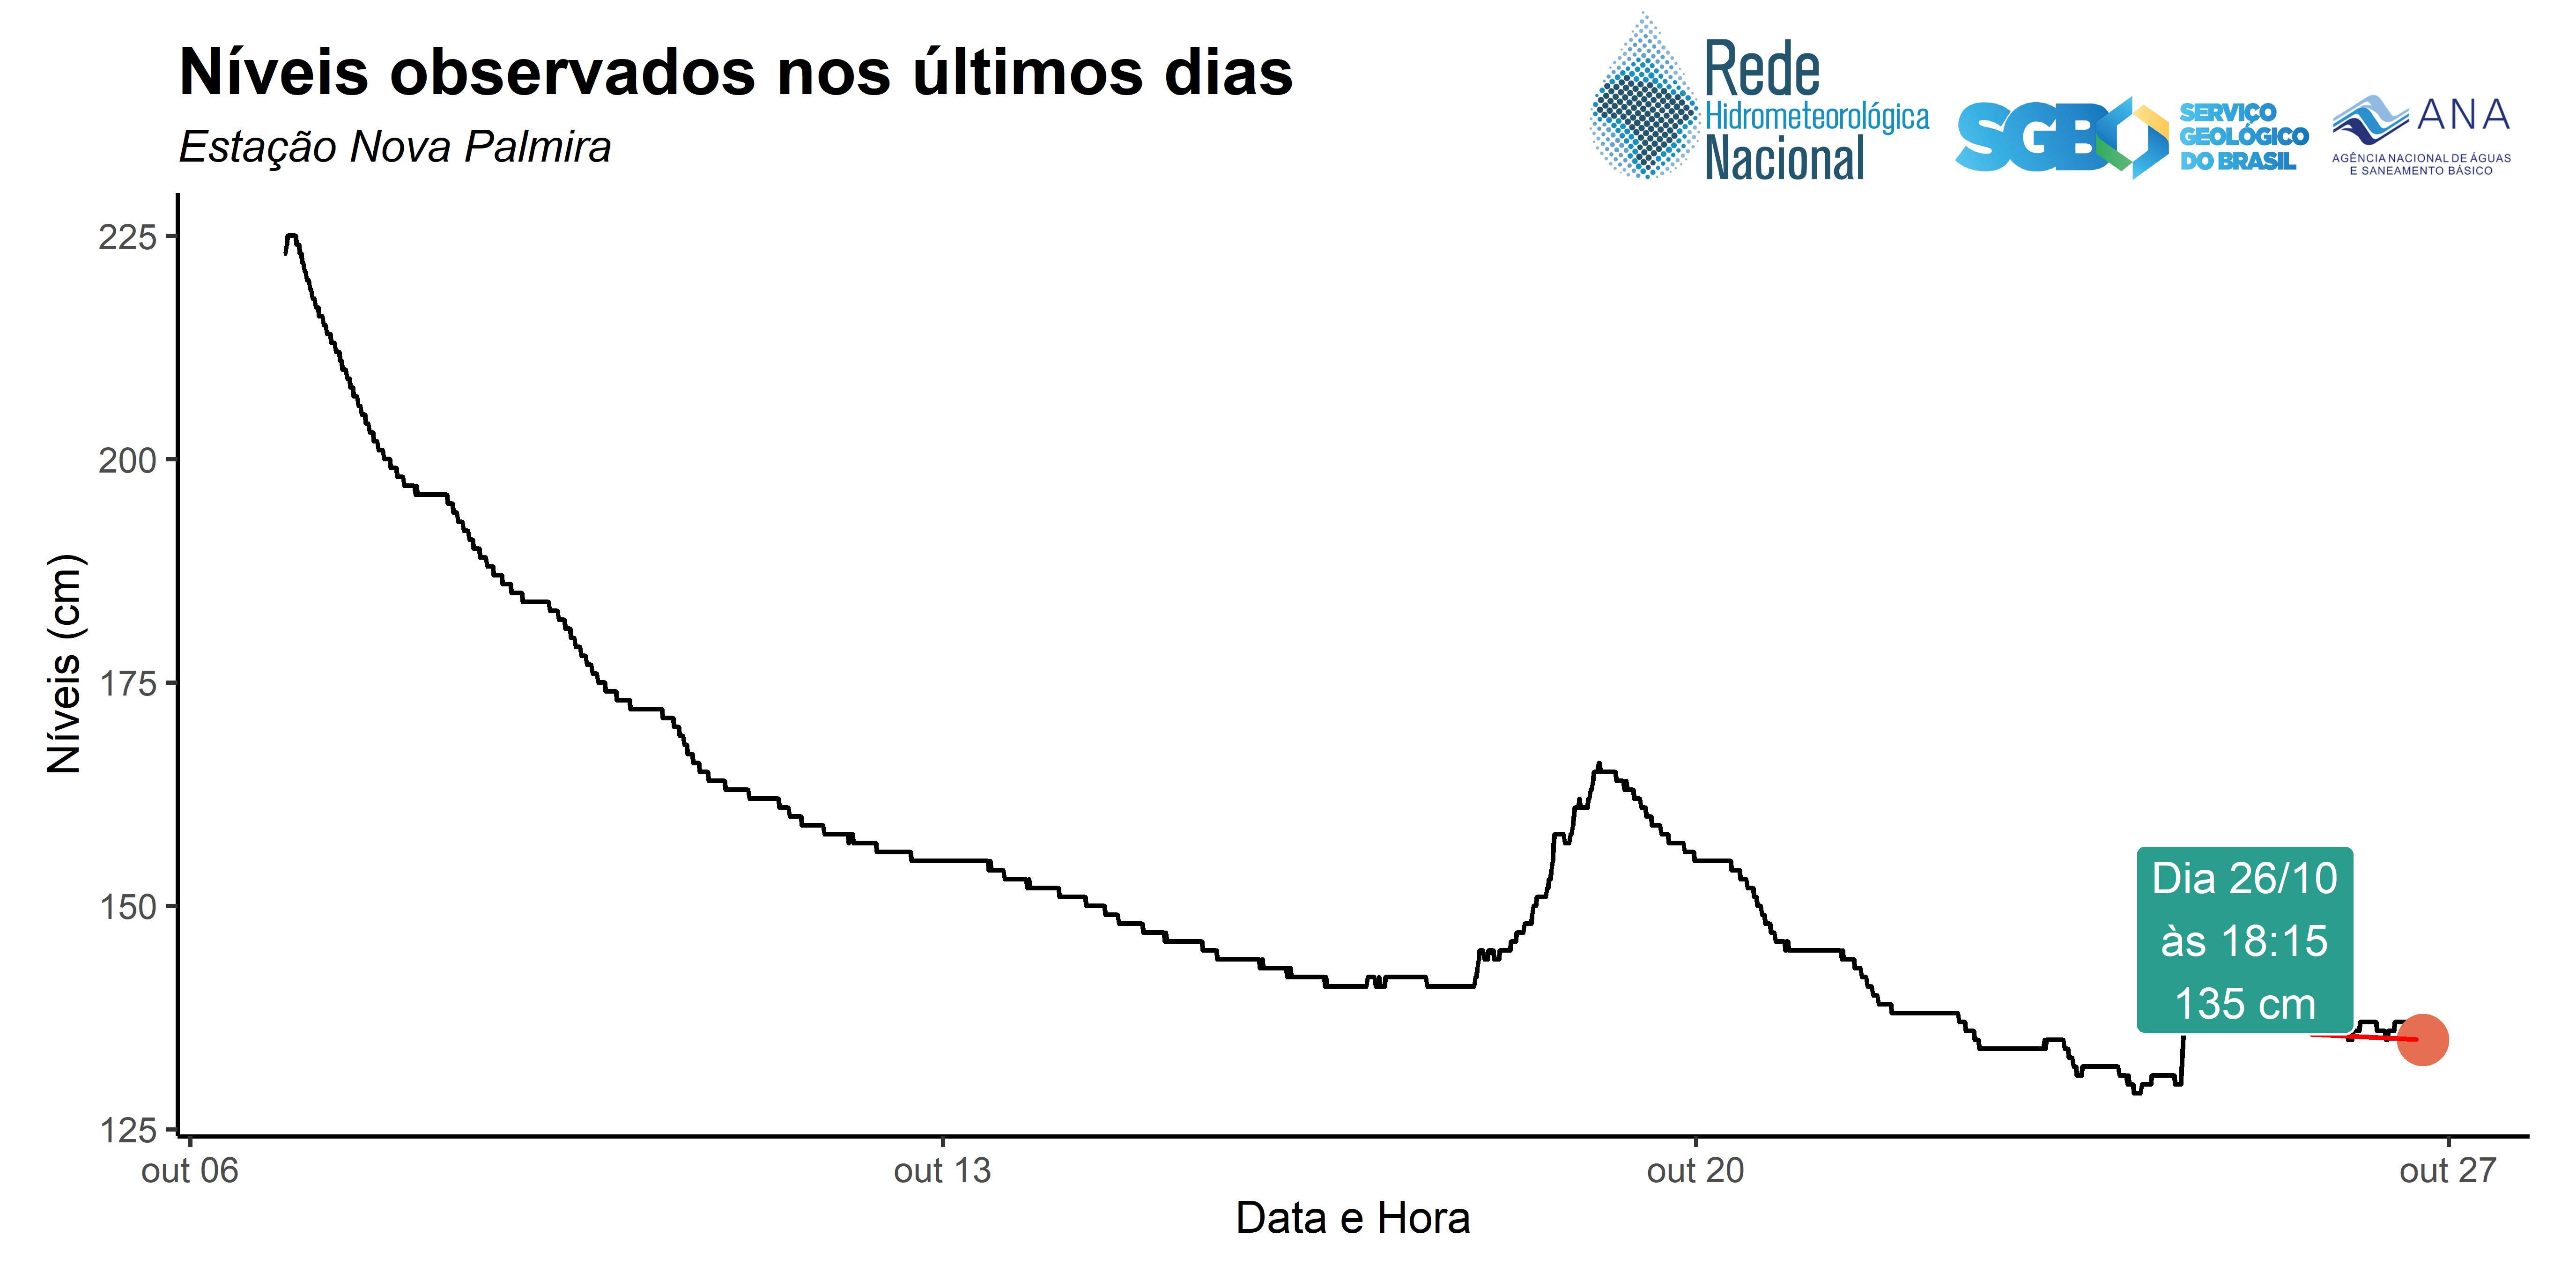 Níveis observados nos últimos dias
Estação Nova Palmira
Rede
Hidrometeorológica
Nacional
SGB
SERVIÇO
GEOLÓGICO
DO BRASIL
ANA
AGÊNCIA NACIONAL DE ÁGUAS
E SANEAMENTO BÁSICO
Níveis (cm)
225
200
175
150
125
Dia 26/10
às 18:15
135 cm
out 06
out 13
out 20
out 27
Data e Hora